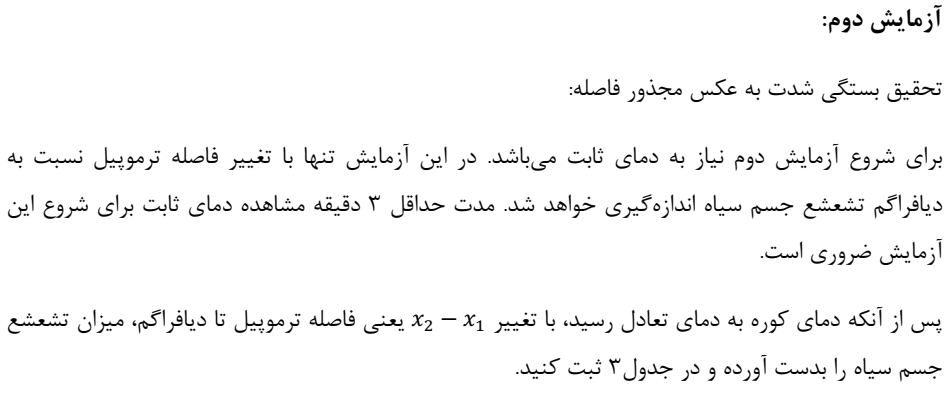 آزمایش دوم:
تحقیق بستگی شدت به عکس مجذور فاصله:
برای شروع آزمایش دوم نیاز به دمای ثابت می‌باشد. در این آزمایش تنها با تغییر فاصله ترموپیل نسبت به
دیافراگم تشعشع جسم سیاه اندازه‌گیری خواهد شد. مدت حداقل ۳ دقیقه مشاهده دمای ثابت برای شروع این
آزمایش ضروری است.
پس از آنکه دمای کوره به دمای تعادل رسید، با تغییر x₂ − x₁ یعنی فاصله ترموپیل تا دیافراگم، میزان تشعشع
جسم سیاه را بدست آورده و در جدول۳ ثبت کنید.